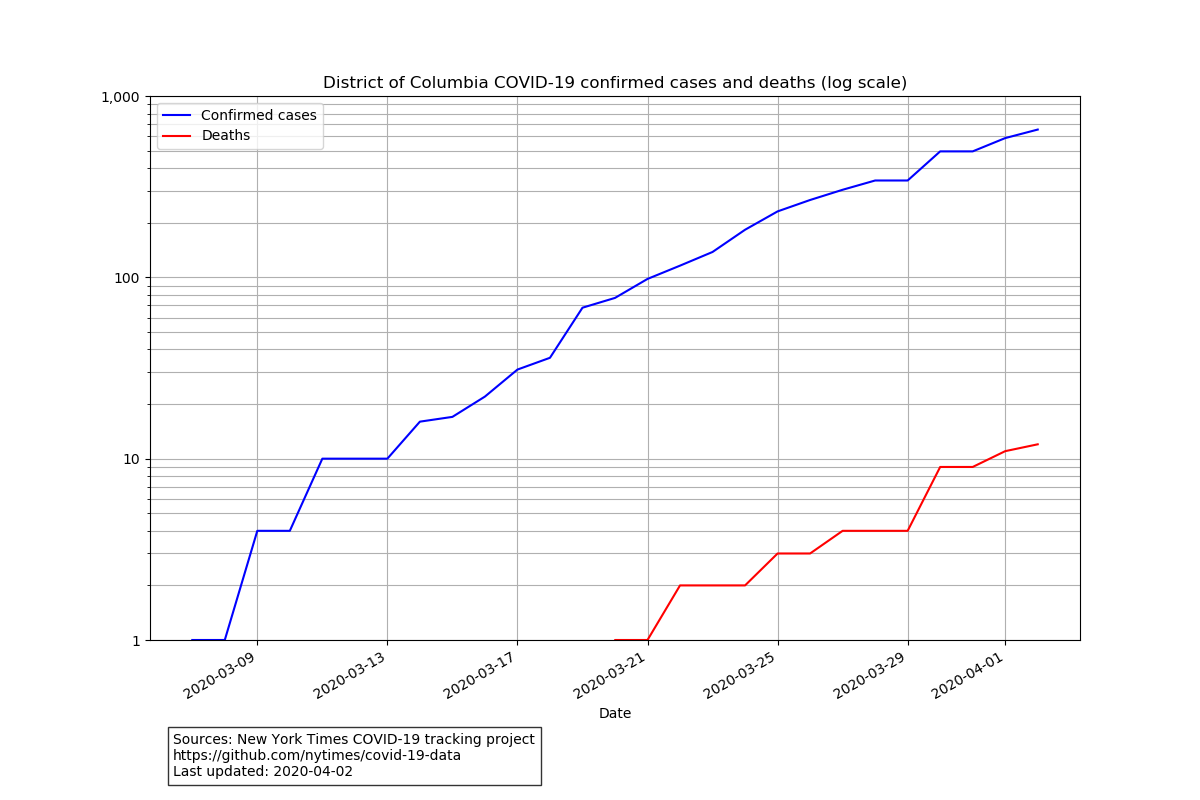 District of Columbia COVID-19 confirmed cases and deaths (log scale)
1,000
Confirmed cases
Deaths
100
10
1
2020-03-09
2020-03-13
2020-03-17
2020-03-21
2020-03-25
2020-03-29
2020-04-01
Date
Sources: New York Times COVID-19 tracking project
https://github.com/nytimes/covid-19-data
Last updated: 2020-04-02